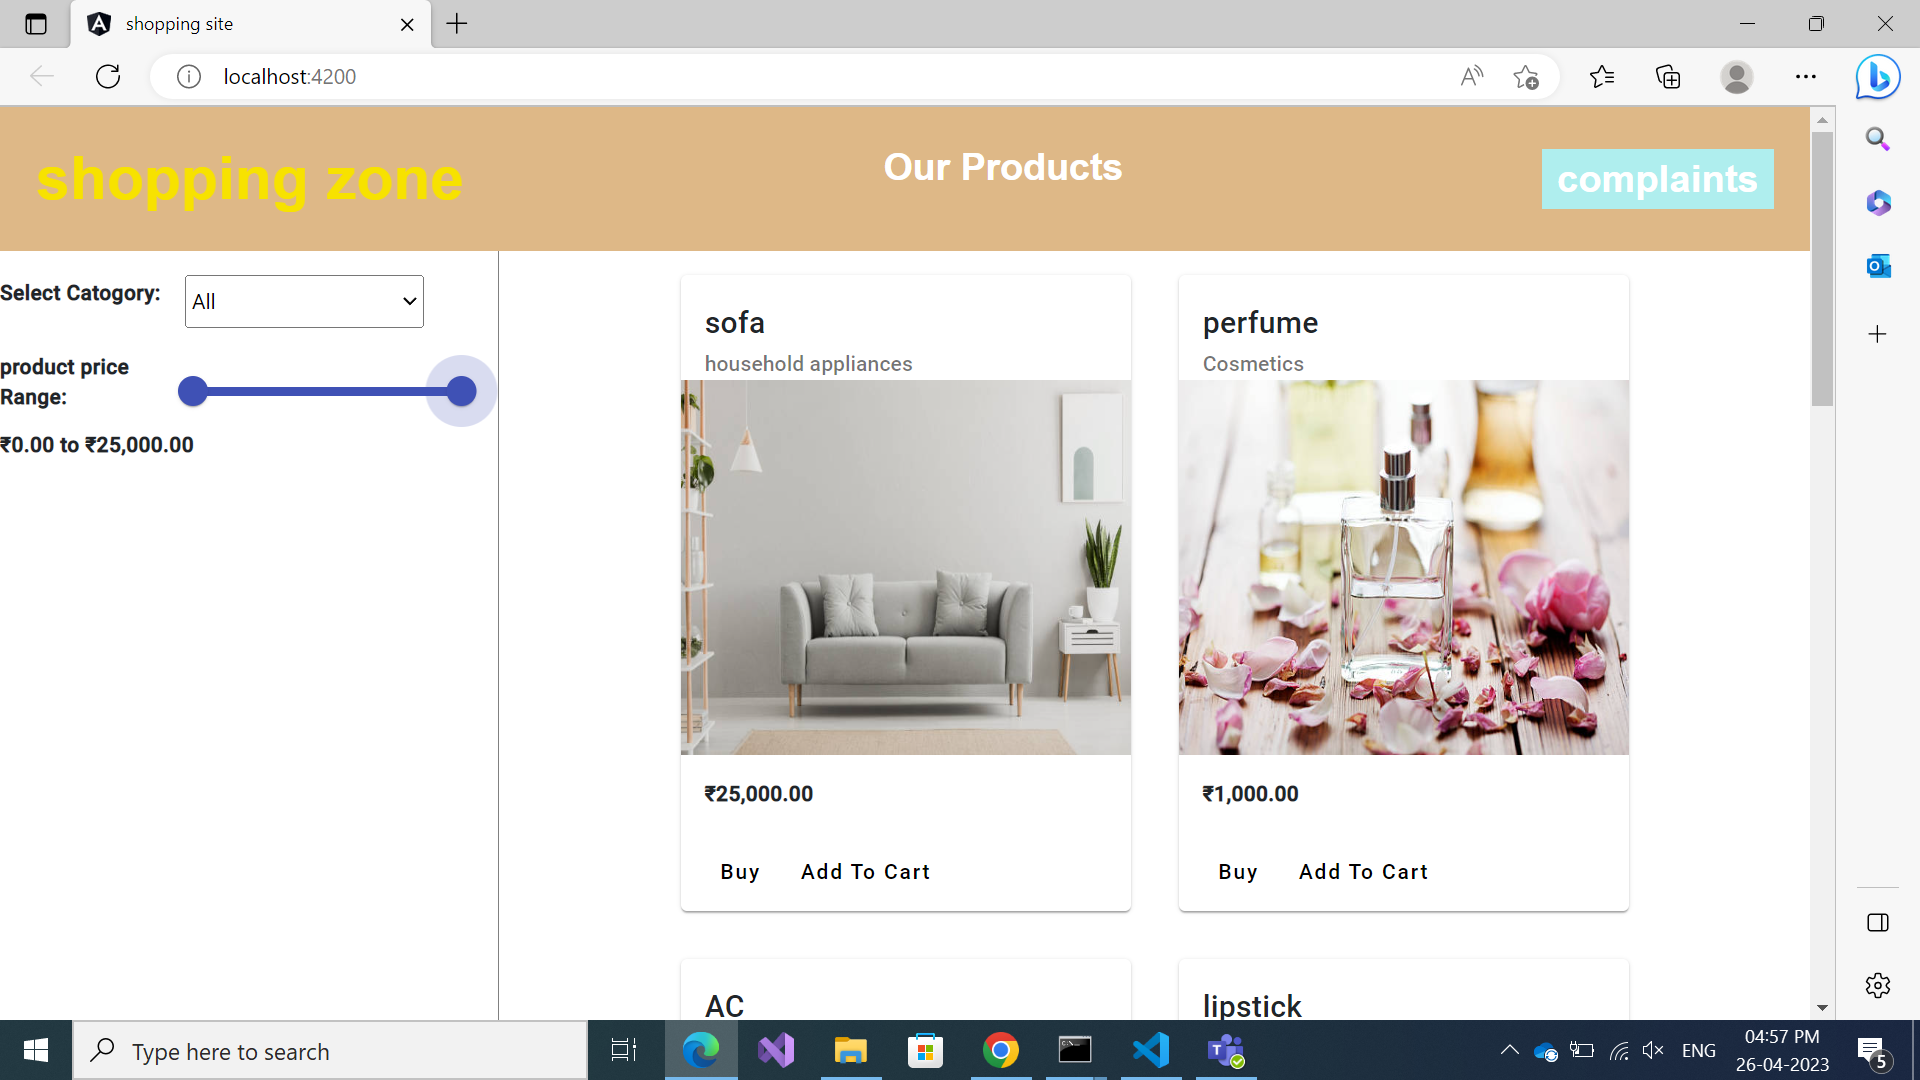 shopping site
localhost:4200
shopping zone
Our Products
complaints
Select Catogory:
All
product price
Range:
₹0.00 to ₹25,000.00
sofa
household appliances
₹25,000.00
Buy
Add To Cart
perfume
Cosmetics
₹1,000.00
Buy
Add To Cart
AC
lipstick
Type here to search
ENG
04:57 PM
26-04-2023
5